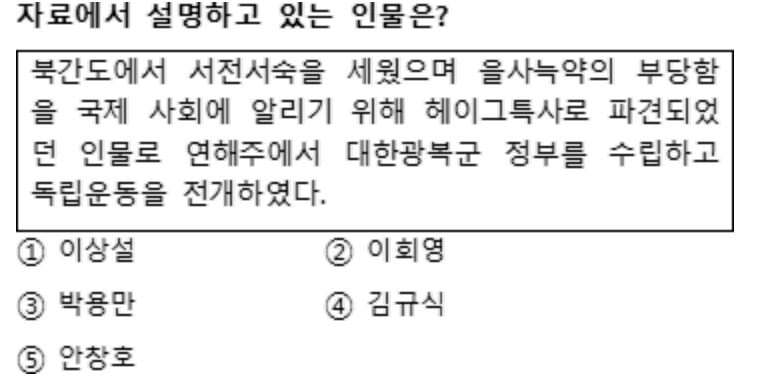 자료에서 설명하고 있는 인물은?
북간도에서 서전서숙을 세웠으며 을사늑약의 부당함
을 국제 사회에 알리기 위해 헤이그특사로 파견되었
던 인물로 연해주에서 대한광복군 정부를 수립하고
독립운동을 전개하였다.
① 이상설 ② 이회영
③ 박용만 ④ 김규식
⑤ 안창호